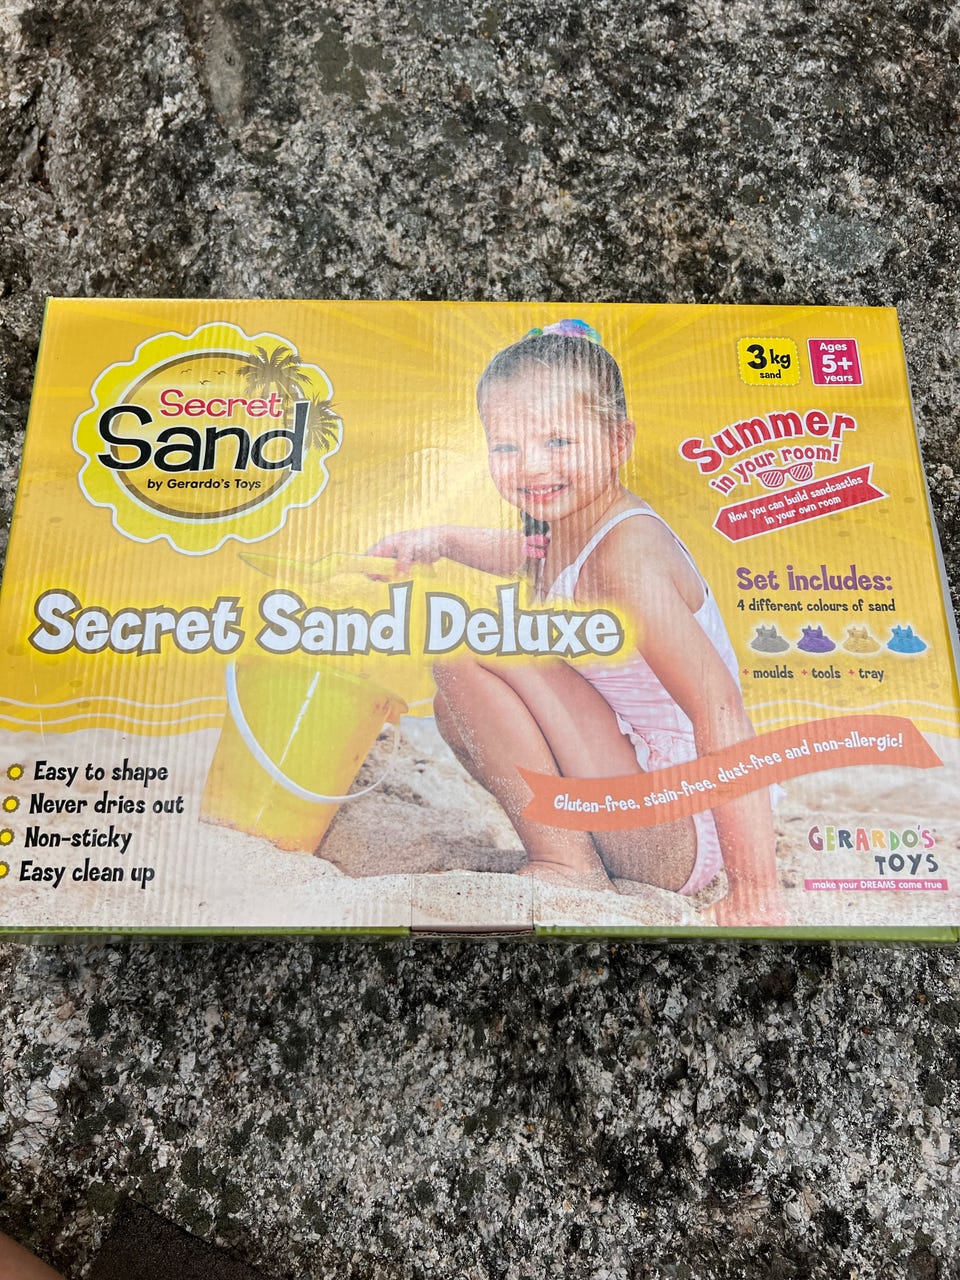 Secret
Sand
by Gerardo's Toys
3 kg
sand
Ages
5+
years
Summer
in your room!
Now you can build sandcastles
in your own room
Secret Sand Deluxe
Set includes:
4 different colours of sand
+ moulds + tools + tray
Easy to shape
Never dries out
Non-sticky
Easy clean up
Gluten-free, stain-free, dust-free and non-allergic!
GERARDO'S
TOYS
make your DREAMS come true